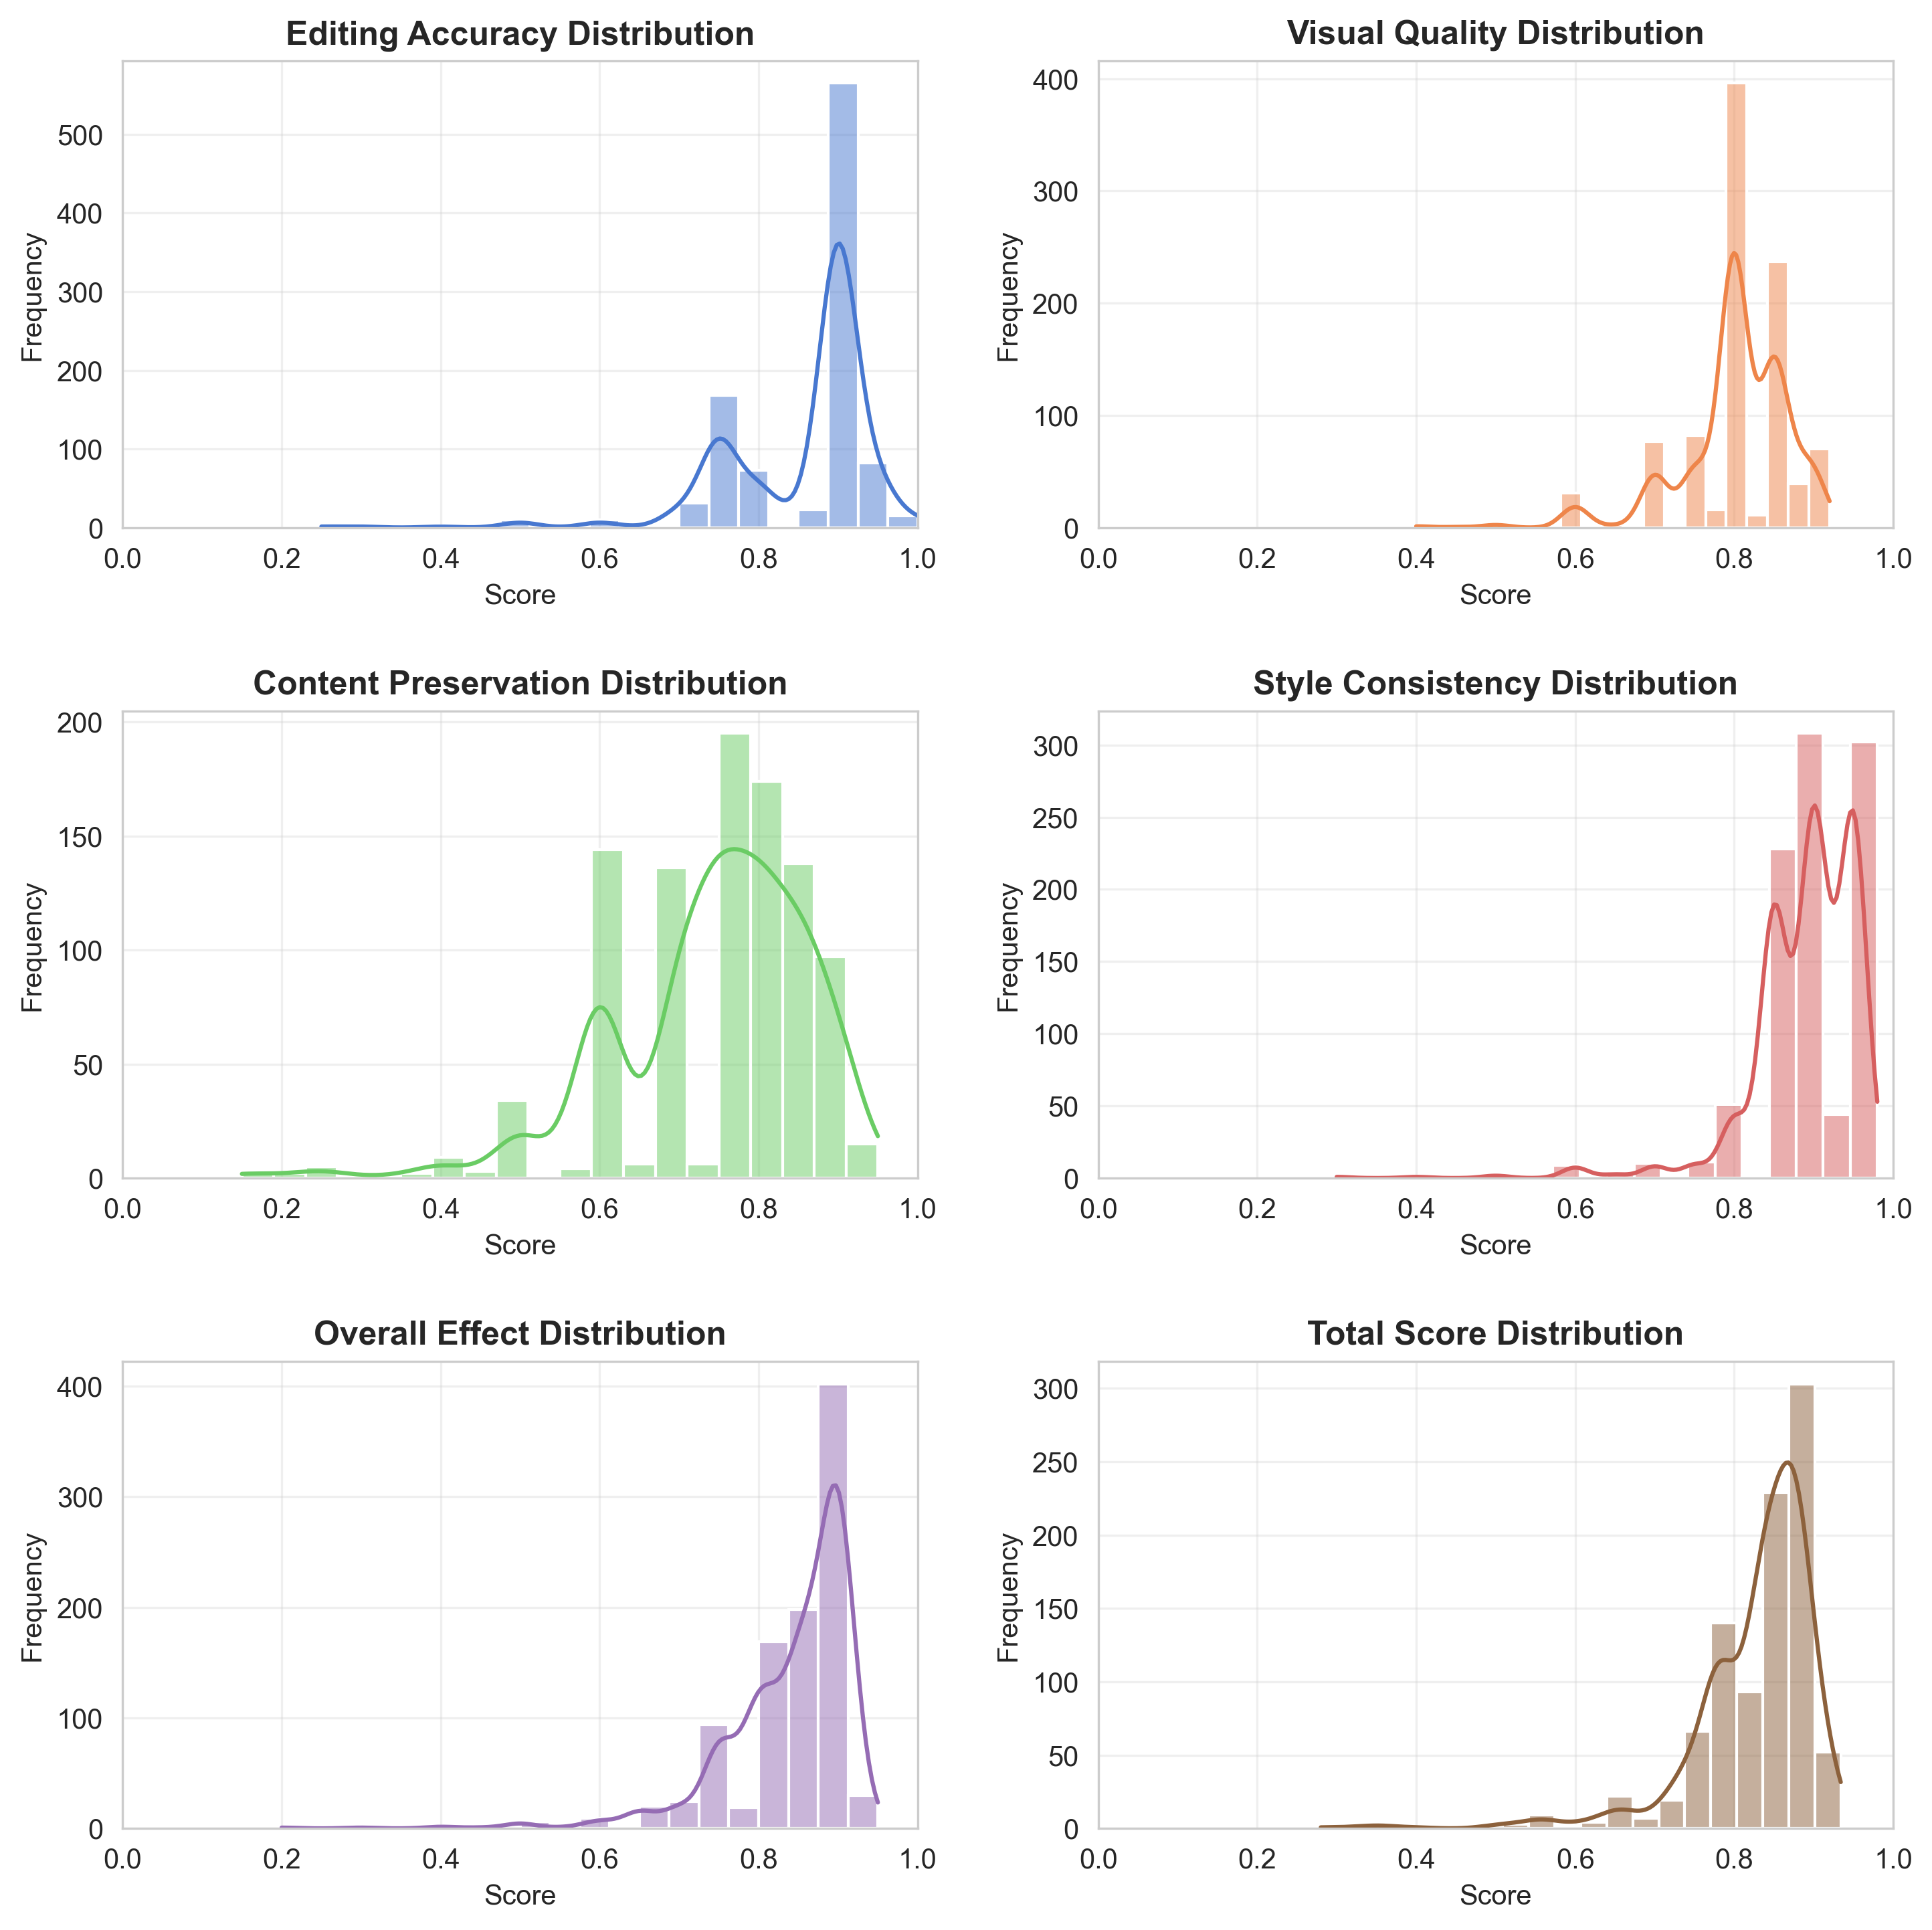 Editing Accuracy Distribution
Frequency
500
400
300
200
100
0
0.0 0.2 0.4 0.6 0.8 1.0
Score
Visual Quality Distribution
Frequency
400
300
200
100
0
0.0 0.2 0.4 0.6 0.8 1.0
Score
Content Preservation Distribution
Frequency
200
150
100
50
0
0.0 0.2 0.4 0.6 0.8 1.0
Score
Style Consistency Distribution
Frequency
300
250
200
150
100
50
0
0.0 0.2 0.4 0.6 0.8 1.0
Score
Overall Effect Distribution
Frequency
400
300
200
100
0
0.0 0.2 0.4 0.6 0.8 1.0
Score
Total Score Distribution
Frequency
300
250
200
150
100
50
0
0.0 0.2 0.4 0.6 0.8 1.0
Score